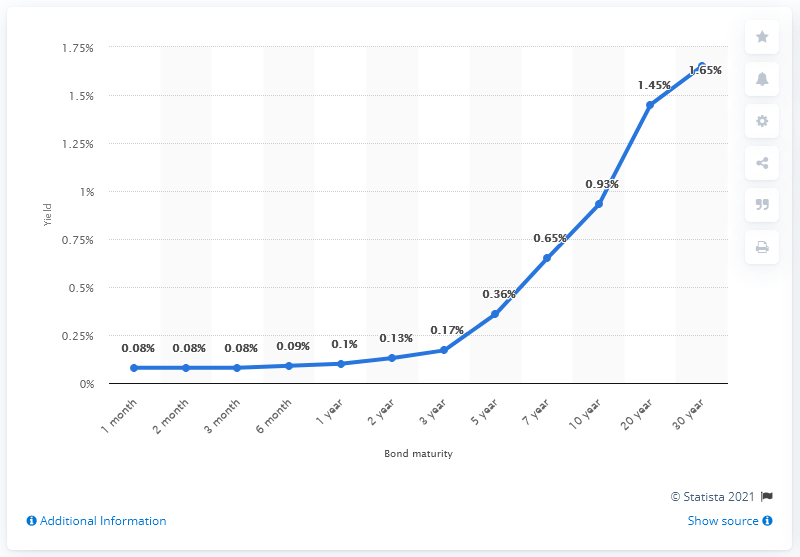 1.75%
1.5%
1.25%
1%
0.75%
0.5%
0.25%
0%
Yield
0.08%
0.08%
0.08%
0.09%
0.1%
0.13%
0.17%
0.36%
0.65%
0.93%
1.45%
1.65%
1 month
2 month
3 month
6 month
1 year
2 year
3 year
5 year
7 year
10 year
20 year
30 year
Bond maturity
© Statista 2021
Additional Information
Show source